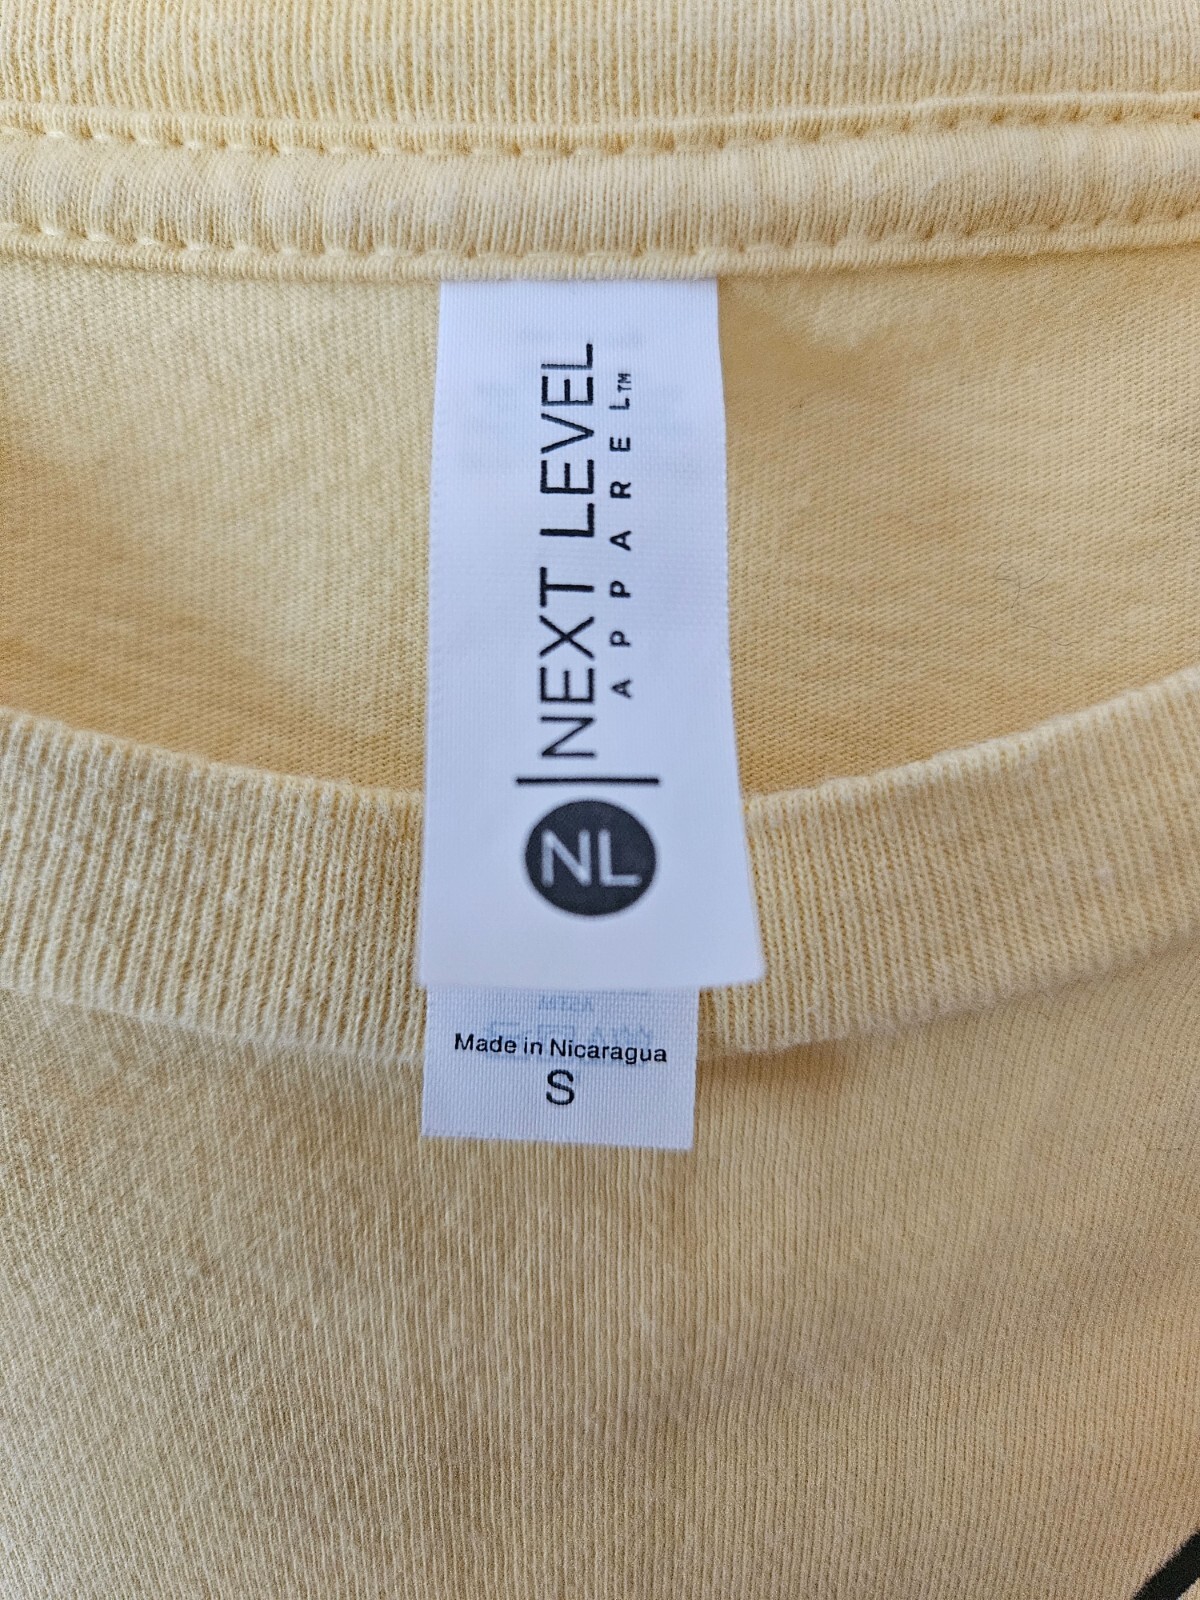 NEXT LEVEL
APPAREL™
NL
Made in Nicaragua
S